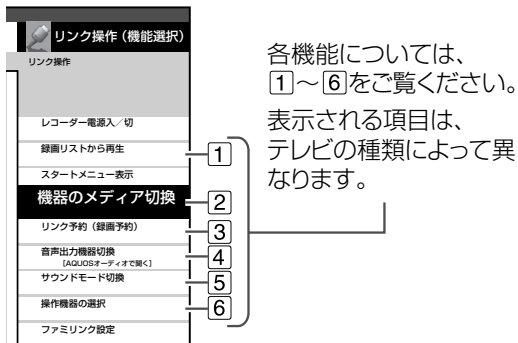 リンク操作（機能選択）
リンク操作
レコーダー電源入／切
録画リストから再生
1
スタートメニュー表示
機器のメディア切換
2
リンク予約（録画予約）
3
音声出力機器切換
［AQUOSオーディオで聞く］
4
サウンドモード切換
5
操作機器の選択
6
ファミリンク設定
各機能については、
1～6をご覧ください。
表示される項目は、
テレビの種類によって異
なります。